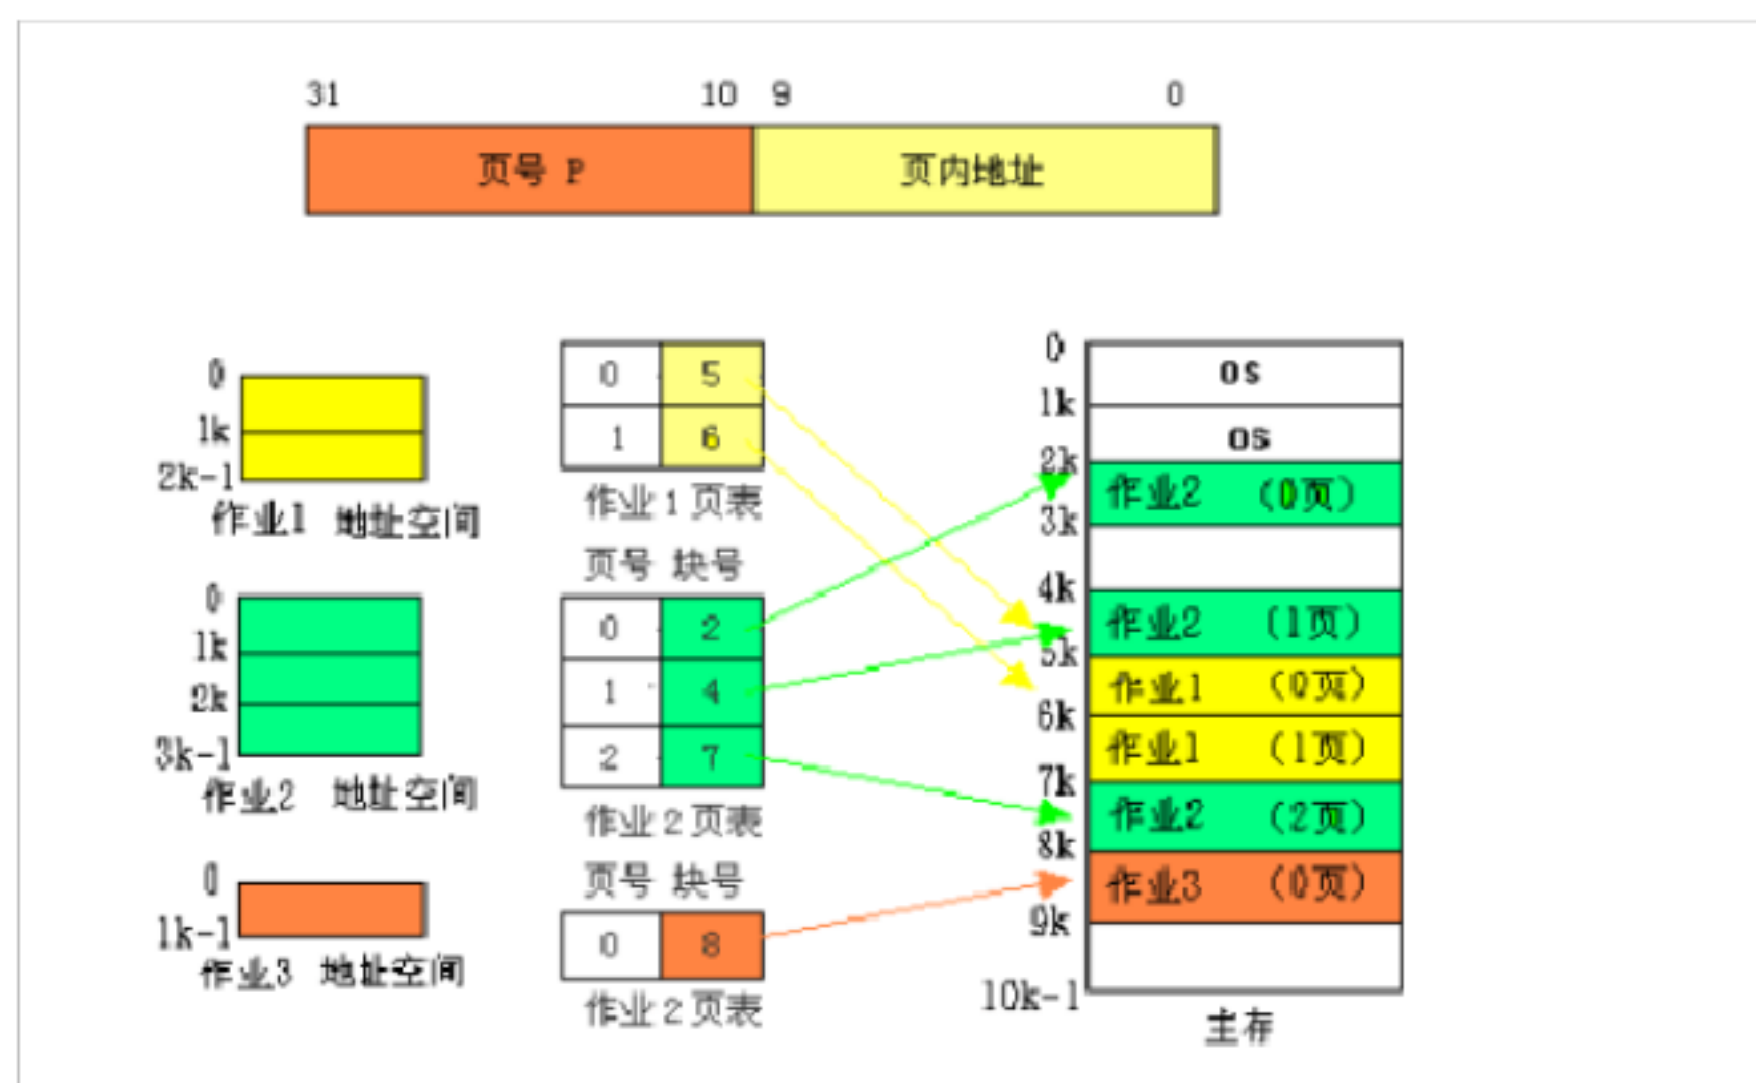 31 10 9 0
页号 P 页内地址
0
1k
2k-1
作业1 地址空间
0
1k
2k
3k-1
作业2 地址空间
0
1k-1
作业3 地址空间
0 5
1 6
作业1页表
页号 块号
0 2
1 4
2 7
作业2页表
页号 块号
0 8
作业2页表
0
OS
1k
OS
2k
作业2 (0页)
3k
4k
作业2 (1页)
5k
作业1 (0页)
6k
作业1 (1页)
7k
作业2 (2页)
8k
作业3 (0页)
9k
10k-1
主存